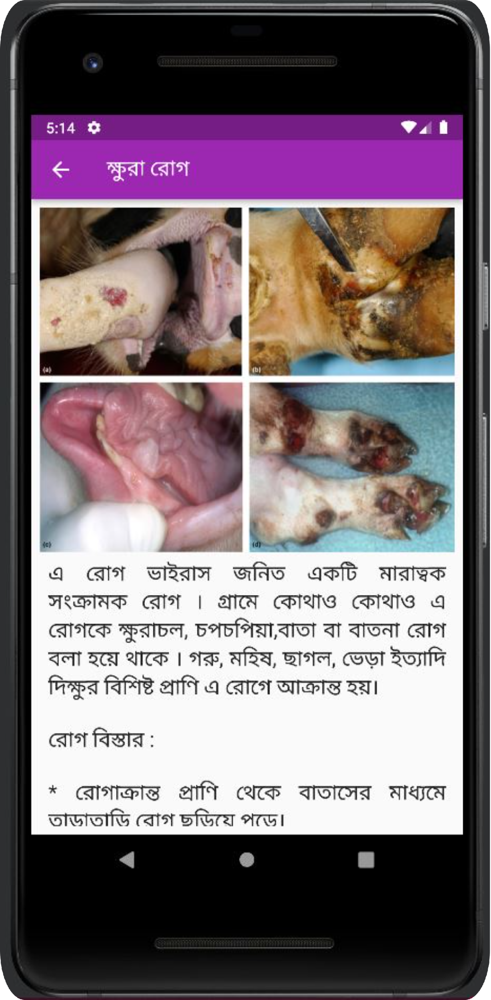 5:14
ক্ষুরা রোগ
(a)
(b)
(c)
(d)
এ রোগ ভাইরাস জনিত একটি মারাত্বক
সংক্রামক রোগ । গ্রামে কোথাও কোথাও এ
রোগকে ক্ষুরাচল, চপচপিয়া,বাতা বা বাতনা রোগ
বলা হয়ে থাকে । গরু, মহিষ, ছাগল, ভেড়া ইত্যাদি
দিক্ষুর বিশিষ্ট প্রাণি এ রোগে আক্রান্ত হয়।
রোগ বিস্তার :
* রোগাক্রান্ত প্রাণি থেকে বাতাসের মাধ্যমে
তাড়াতাড়ি রোগ ছড়িয়ে পড়ে।